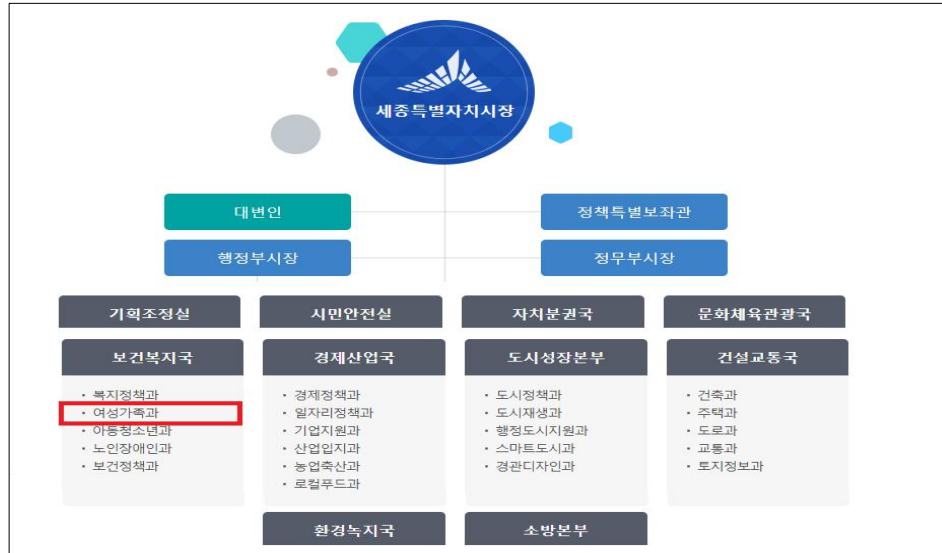 세종특별자치시장
대변인
정책특별보좌관
행정부시장
정무부시장
기획조정실
시민안전실
자치분권국
문화체육관광국
보건복지국
경제산업국
도시성장본부
건설교통국
· 복지정책과
· 여성가족과
· 아동청소년과
· 노인장애인과
· 보건정책과
· 경제정책과
· 일자리정책과
· 기업지원과
· 산업입지과
· 농업축산과
· 로컬푸드과
· 도시정책과
· 도시재생과
· 행정도시지원과
· 스마트도시과
· 경관디자인과
· 건축과
· 주택과
· 도로과
· 교통과
· 토지정보과
환경녹지국
소방본부